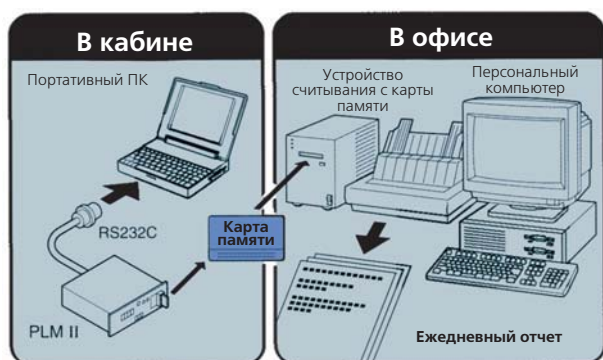 В кабине
Портативный ПК
RS232C
PLM II
Карта
памяти
В офисе
Устройство
считывания с карты
памяти
Персональный
компьютер
Ежедневный отчет